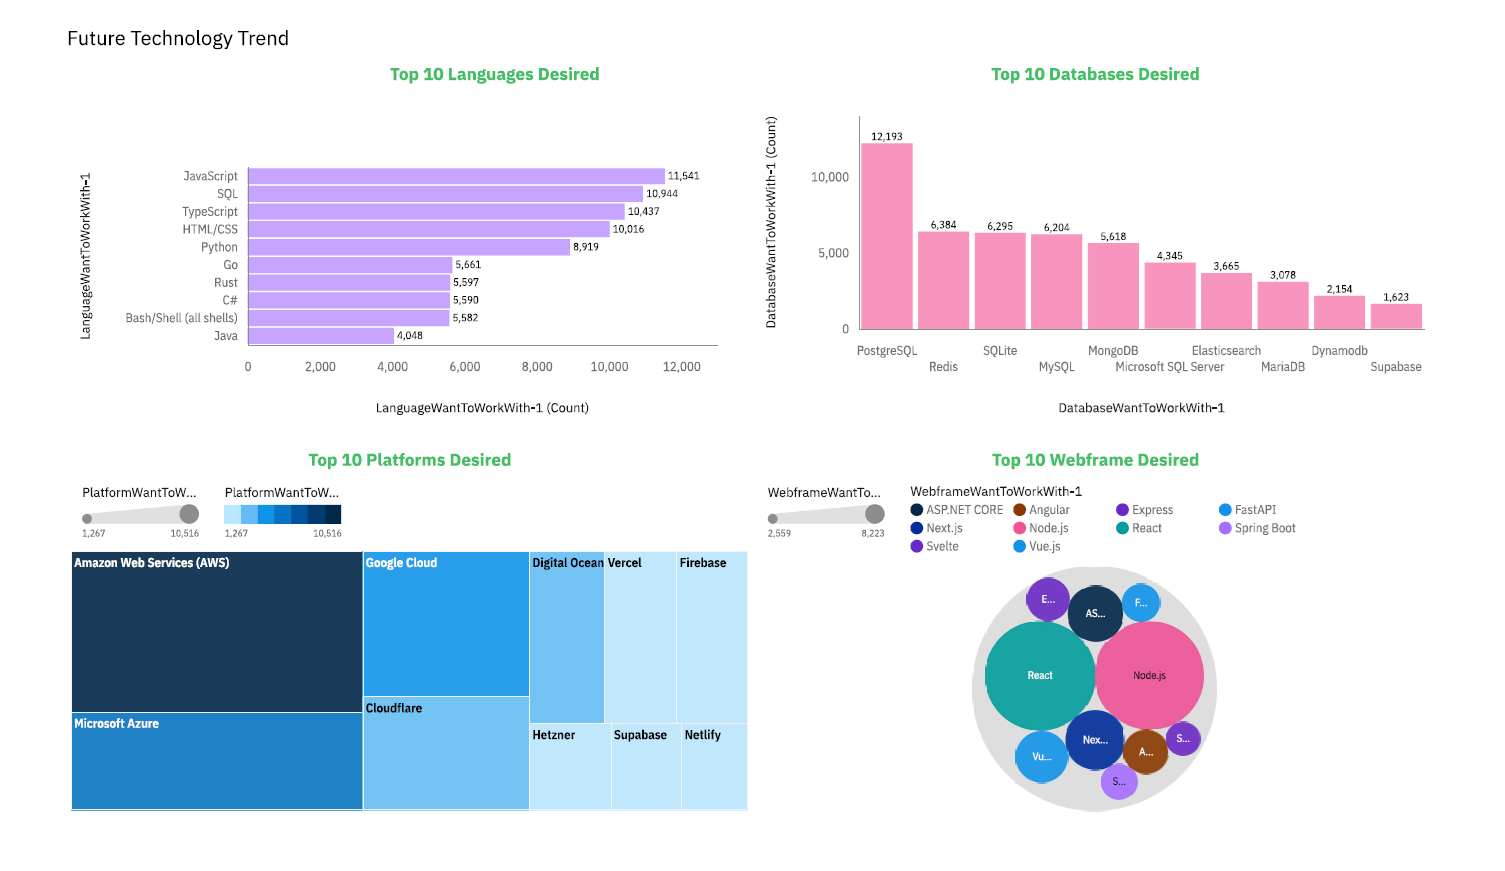 Future Technology Trend
Top 10 Languages Desired
LanguageWantToWorkWith-1
JavaScript 11,541
SQL 10,944
TypeScript 10,437
HTML/CSS 10,016
Python 8,919
Go 5,661
Rust 5,597
C# 5,590
Bash/Shell (all shells) 5,582
Java 4,048
0 2,000 4,000 6,000 8,000 10,000 12,000
LanguageWantToWorkWith-1 (Count)
Top 10 Databases Desired
DatabaseWantToWorkWith-1 (Count)
10,000
5,000
0
12,193 6,384 6,295 6,204 5,618 4,345 3,665 3,078 2,154 1,623
PostgreSQL SQLite MongoDB Elasticsearch Dynamodb
Redis MySQL Microsoft SQL Server MariaDB Supabase
DatabaseWantToWorkWith-1
Top 10 Platforms Desired
PlatformWantToW... PlatformWantToW...
1,267 10,516 1,267 10,516
Amazon Web Services (AWS)
Microsoft Azure
Google Cloud
Cloudflare
Digital Ocean Vercel Firebase
Hetzner Supabase Netlify
Top 10 Webframe Desired
WebframeWantTo...
2,559 8,223
WebframeWantToWorkWith-1
ASP.NET CORE Angular Express FastAPI
Next.js Node.js React Spring Boot
Svelte Vue.js
E... AS... F...
React Node.js
Nex... S...
Vu... A...
S...